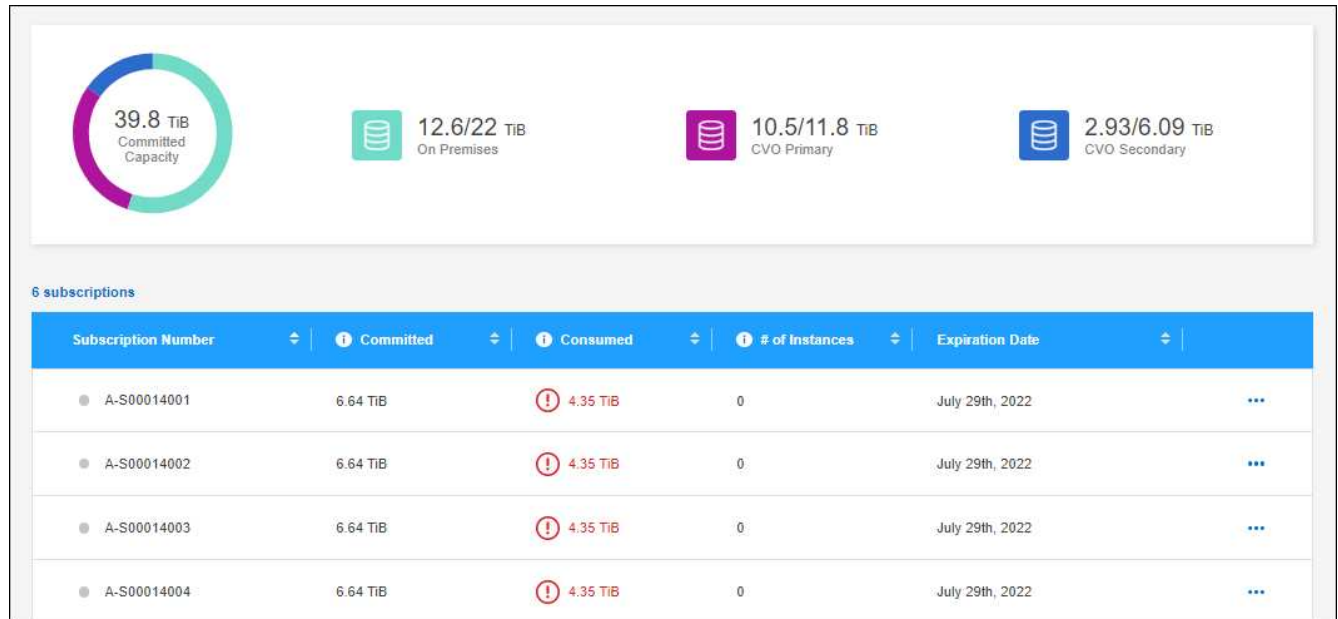 39.8 TiB
Committed
Capacity
12.6/22 TiB
On Premises
10.5/11.8 TiB
CVO Primary
2.93/6.09 TiB
CVO Secondary
6 subscriptions
Subscription Number Committed Consumed # of Instances Expiration Date
A-S00014001 6.64 TiB 4.35 TiB 0 July 29th, 2022
A-S00014002 6.64 TiB 4.35 TiB 0 July 29th, 2022
A-S00014003 6.64 TiB 4.35 TiB 0 July 29th, 2022
A-S00014004 6.64 TiB 4.35 TiB 0 July 29th, 2022